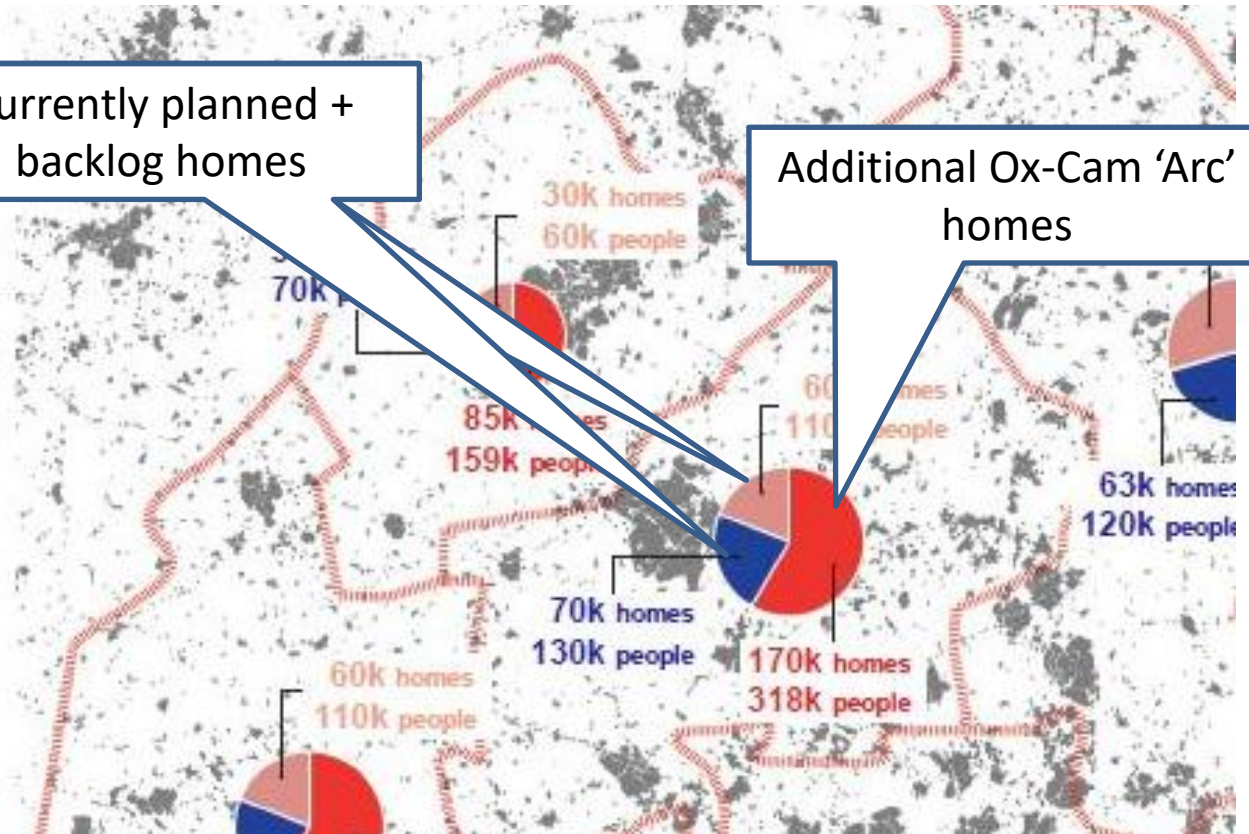 urrently planned +
backlog homes
Additional Ox-Cam ‘Arc’
homes
30k homes
60k people
70k
85k
159k
63k homes
120k people
70k homes
130k people
170k homes
318k people
60k homes
110k people